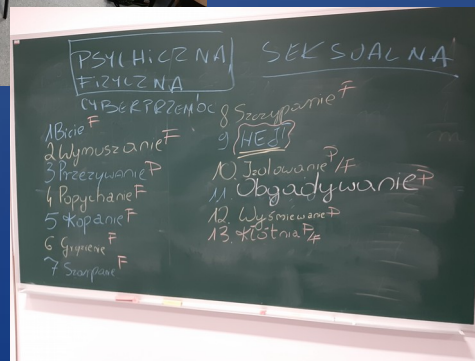 PSYCHICZNA
FIZYCZNA
CYBERPRZEMOC
SEKSUALNA
1 Bicie F
2 Wymuszanie F
3 Przezywanie P
4 Popychanie F
5 Kopanie F
6 F
7 Szarpanie F
8 Szczypanie F
9 HEJT
10. Izolowanie P/F
11 Obgadywanie P
12. Wyśmiewanie P
13. Kłótnia P/F